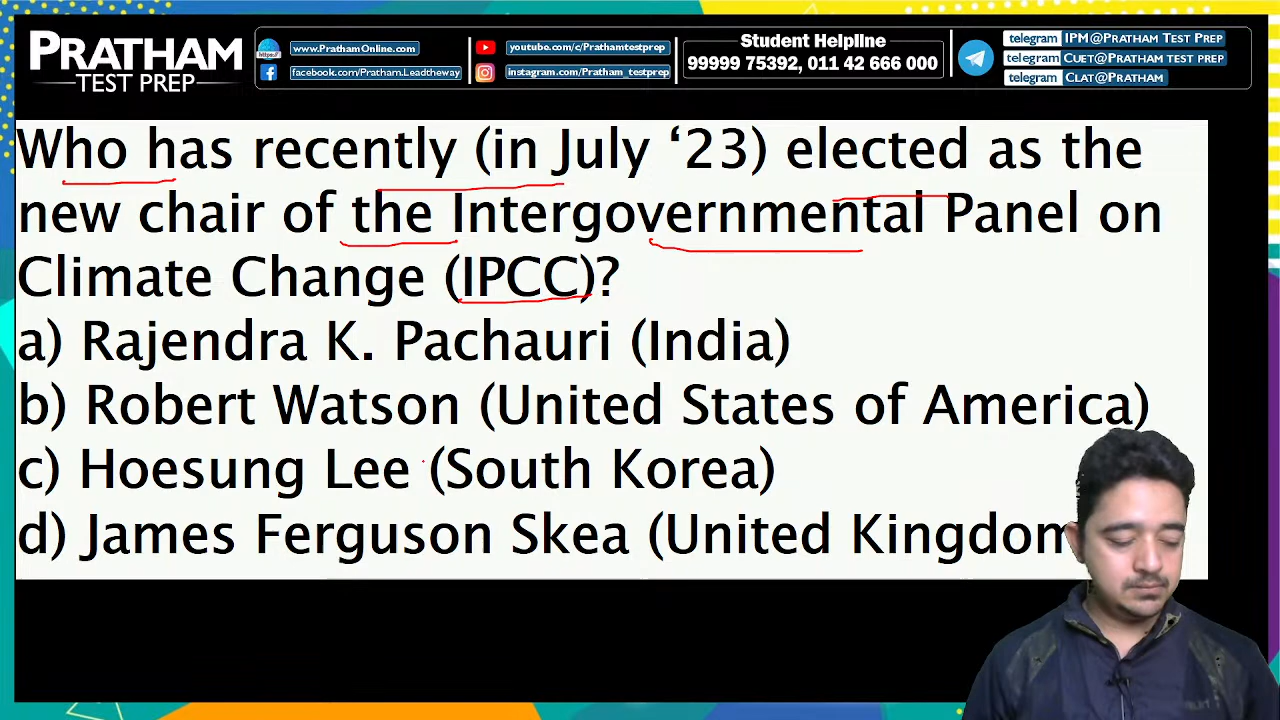 PRATHAM
TEST PREP
https://
www.PrathamOnline.com
facebook.com/Pratham.Leadtheway
youtube.com/c/Prathamtestprep
instagram.com/Pratham_testprep
Student Helpline
99999 75392, 011 42 666 000
telegram IPM@PRATHAM TEST PREP
telegram CUET@PRATHAM TEST PREP
telegram CLAT@PRATHAM
Who has recently (in July ‘23) elected as the
new chair of the Intergovernmental Panel on
Climate Change (IPCC)?
a) Rajendra K. Pachauri (India)
b) Robert Watson (United States of America)
c) Hoesung Lee (South Korea)
d) James Ferguson Skea (United Kingdom